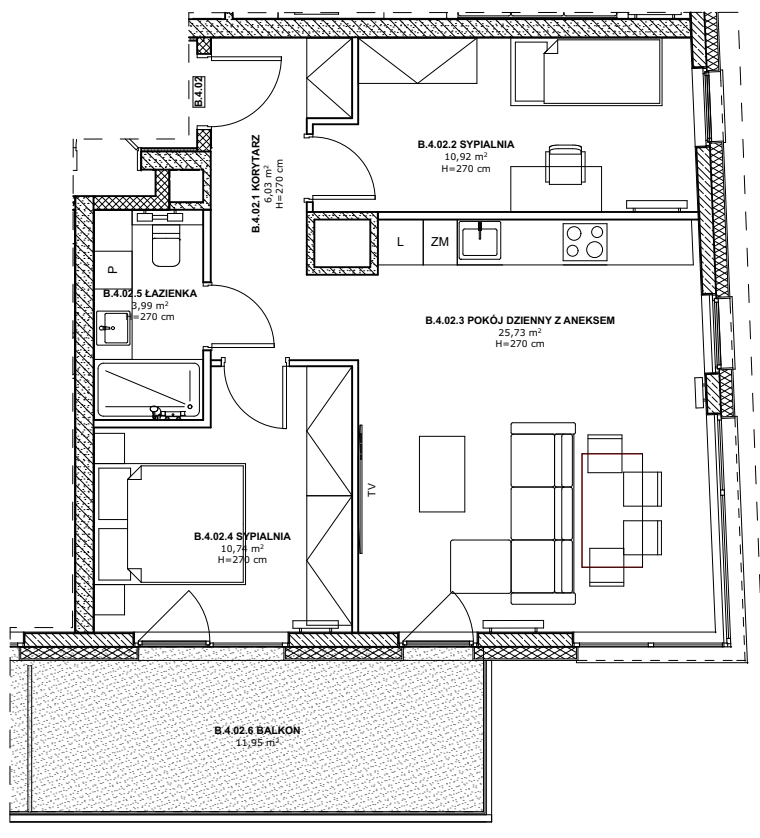 B.4.02
B.4.02.1 KORYTARZ
6,03 m²
H=270 cm
B.4.02.2 SYPIALNIA
10,92 m²
H=270 cm
L
ZM
P
B.4.02.5 ŁAZIENKA
3,99 m²
H=270 cm
B.4.02.3 POKÓJ DZIENNY Z ANEKSEM
25,73 m²
H=270 cm
TV
B.4.02.4 SYPIALNIA
10,74 m²
H=270 cm
B.4.02.6 BALKON
11,95 m²